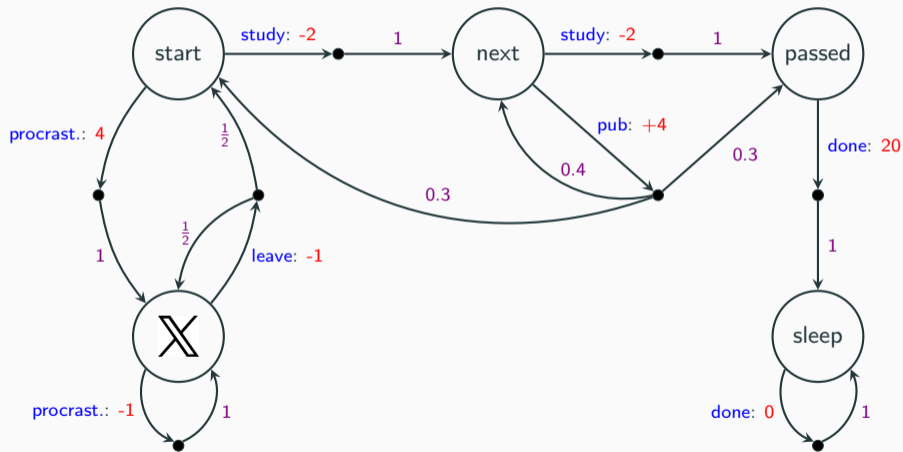 start
study: -2
1
next
study: -2
1
passed
procrast.: 4
1/2
pub: +4
0.4
0.3
0.3
done: 20
1/2
1
leave: -1
1
𝕏
sleep
procrast.: -1
1
done: 0
1